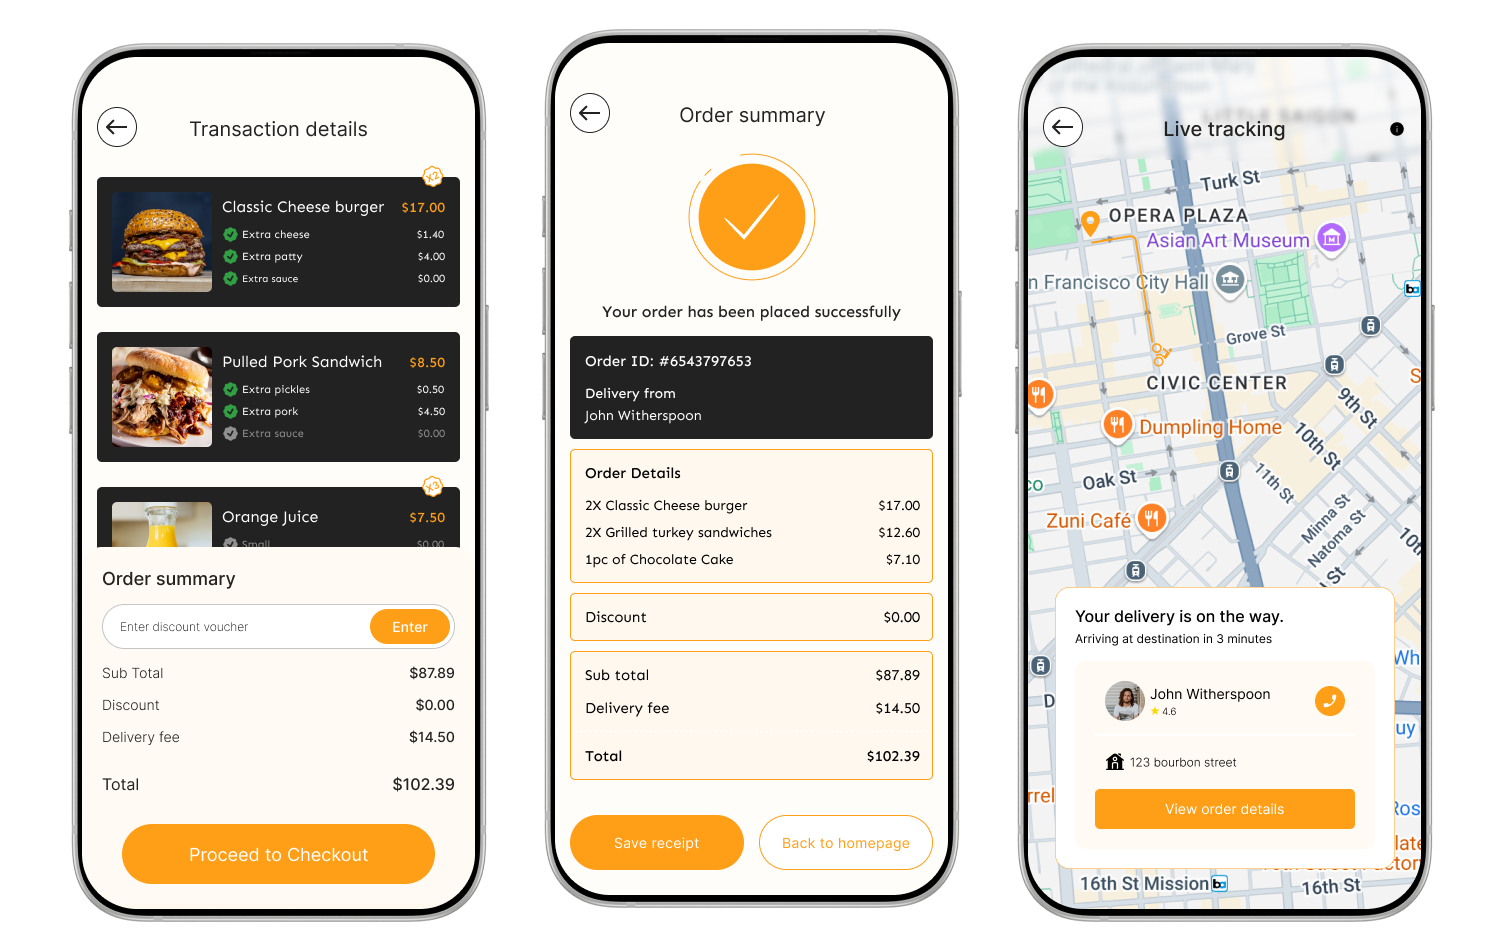 Transaction details
x2
Classic Cheese burger $17.00
Extra cheese $1.40
Extra patty $4.00
Extra sauce $0.00
Pulled Pork Sandwich $8.50
Extra pickles $0.50
Extra pork $4.50
Extra sauce $0.00
x3
Orange Juice $7.50
Small $0.00
Order summary
Enter discount voucher Enter
Sub Total $87.89
Discount $0.00
Delivery fee $14.50
Total $102.39
Proceed to Checkout
Order summary
Your order has been placed successfully
Order ID: #6543797653
Delivery from
John Witherspoon
Order Details
2X Classic Cheese burger $17.00
2X Grilled turkey sandwiches $12.60
1pc of Chocolate Cake $7.10
Discount $0.00
Sub total $87.89
Delivery fee $14.50
Total $102.39
Save receipt Back to homepage
LITTLE SAIGON
Live tracking
Turk St
OPERA PLAZA
Asian Art Museum
n Francisco City Hall
ba
Grove St
CIVIC CENTER
S
9th St
Dumpling Home
10th St
11th St
Oak St
co
Zuni Café
Minna St
Natoma St
10th
St
Your delivery is on the way.
Arriving at destination in 3 minutes
Wh
John Witherspoon
4.6
D
uy
123 bourbon street
rrel
View order details
Ros
late
ctor
16th St Mission ba
16th St